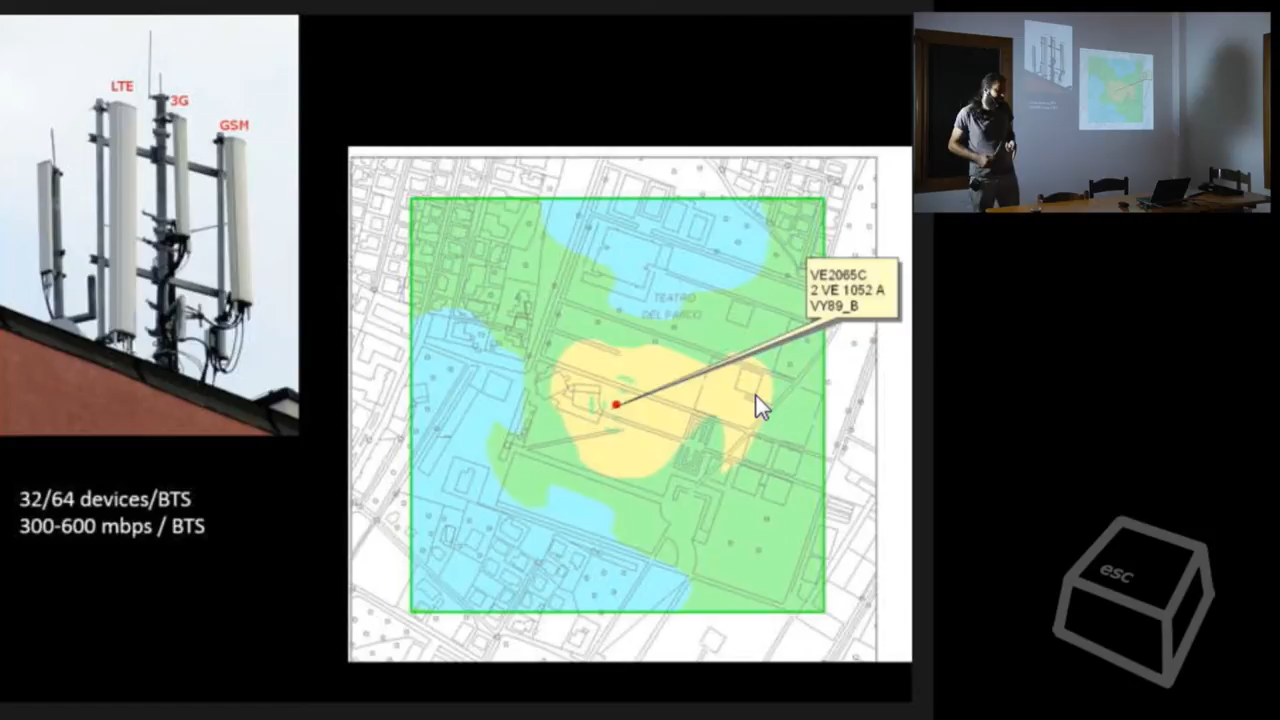 LTE
3G
GSM
32/64 devices/BTS
300-600 mbps / BTS
TEATRO
DEL PARCO
VE2065C
2 VE 1052 A
VY89_B
esc